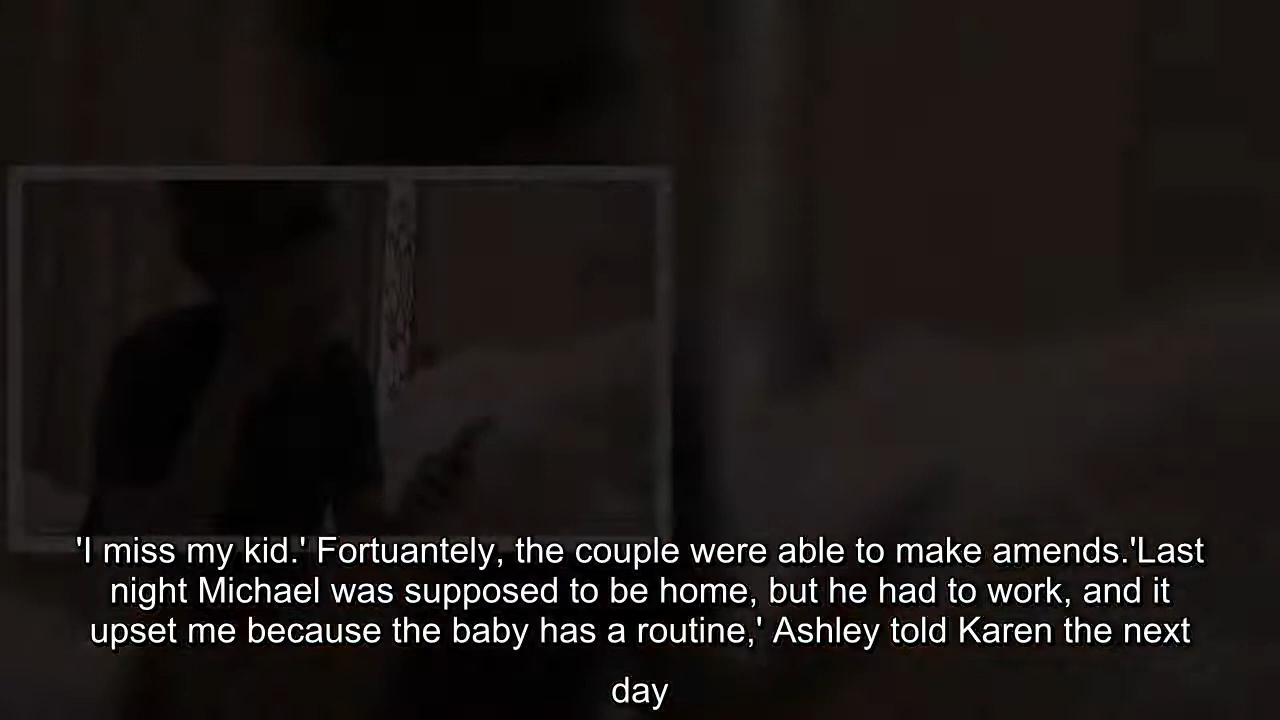 'I miss my kid.' Fortuantely, the couple were able to make amends.'Last
night Michael was supposed to be home, but he had to work, and it
upset me because the baby has a routine,' Ashley told Karen the next
day